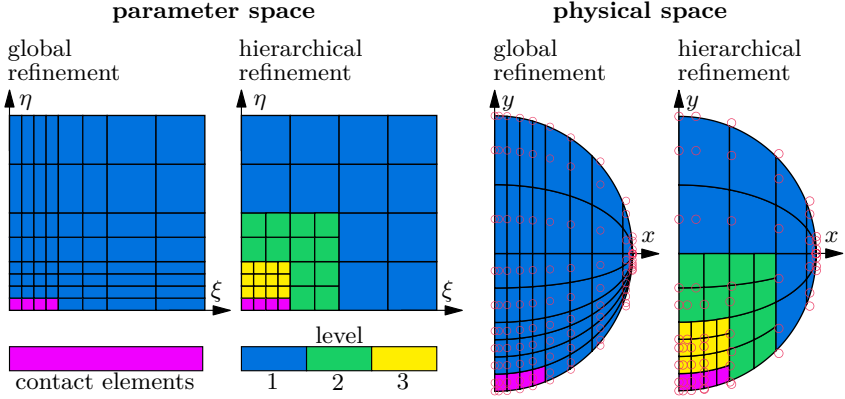 parameter space
physical space
global
refinement
hierarchical
refinement
global
refinement
hierarchical
refinement
η
η
y
y
x
x
ξ
ξ
level
contact elements
1
2
3